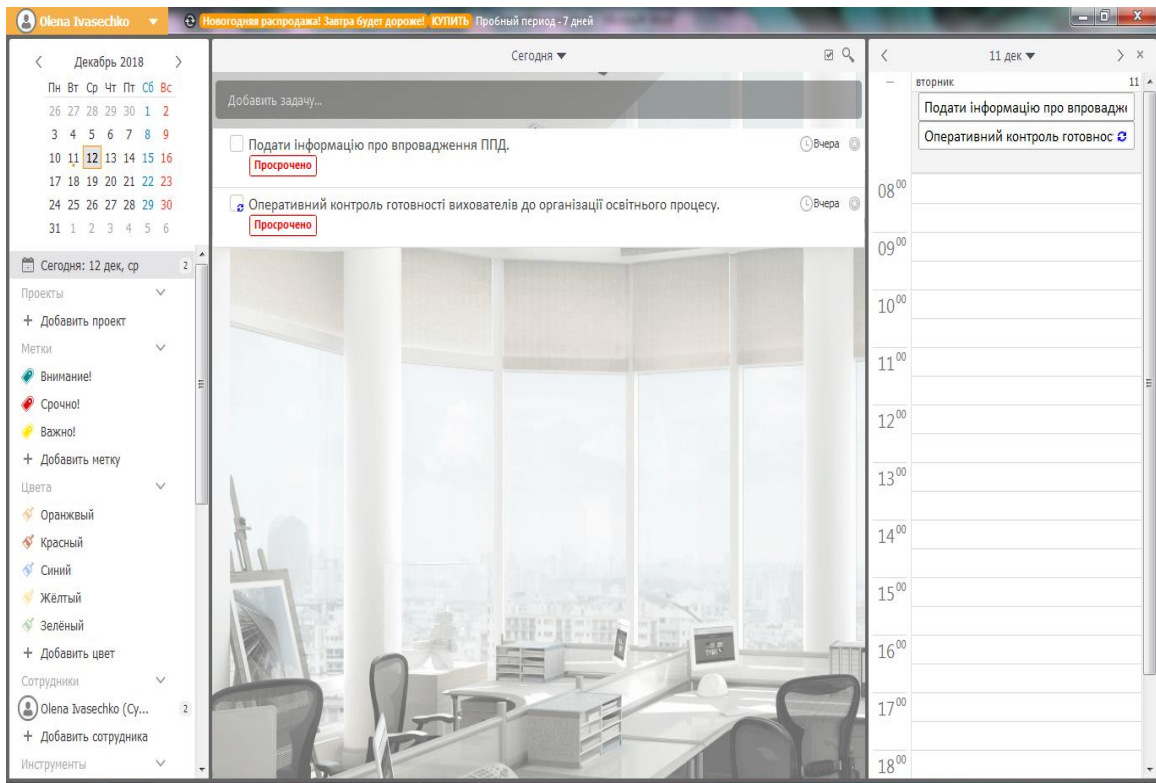 Olena Ivasechko
Новогодняя распродажа! Завтра будет дороже! КУПИТЬ Пробный период - 7 дней
Декабрь 2018
Пн Вт Ср Чт Пт Сб Вс
26 27 28 29 30 1 2
3 4 5 6 7 8 9
10 11 12 13 14 15 16
17 18 19 20 21 22 23
24 25 26 27 28 29 30
31 1 2 3 4 5 6
Сегодня: 12 дек, ср 2
Проекты
+ Добавить проект
Метки
Внимание!
Срочно!
Важно!
+ Добавить метку
Цвета
Оранжвый
Красный
Синий
Жёлтый
Зелёный
+ Добавить цвет
Сотрудники
Olena Ivasechko (Су... 2
+ Добавить сотрудника
Инструменты
Сегодня
Добавить задачу...
Подати інформацію про впровадження ППД.
Вчера
Просрочено
Оперативний контроль готовності вихователів до організації освітнього процесу.
Вчера
Просрочено
11 дек
вторник 11
Подати інформацію про впровадже
Оперативний контроль готовнос
08 00
09 00
10 00
11 00
12 00
13 00
14 00
15 00
16 00
17 00
18 00